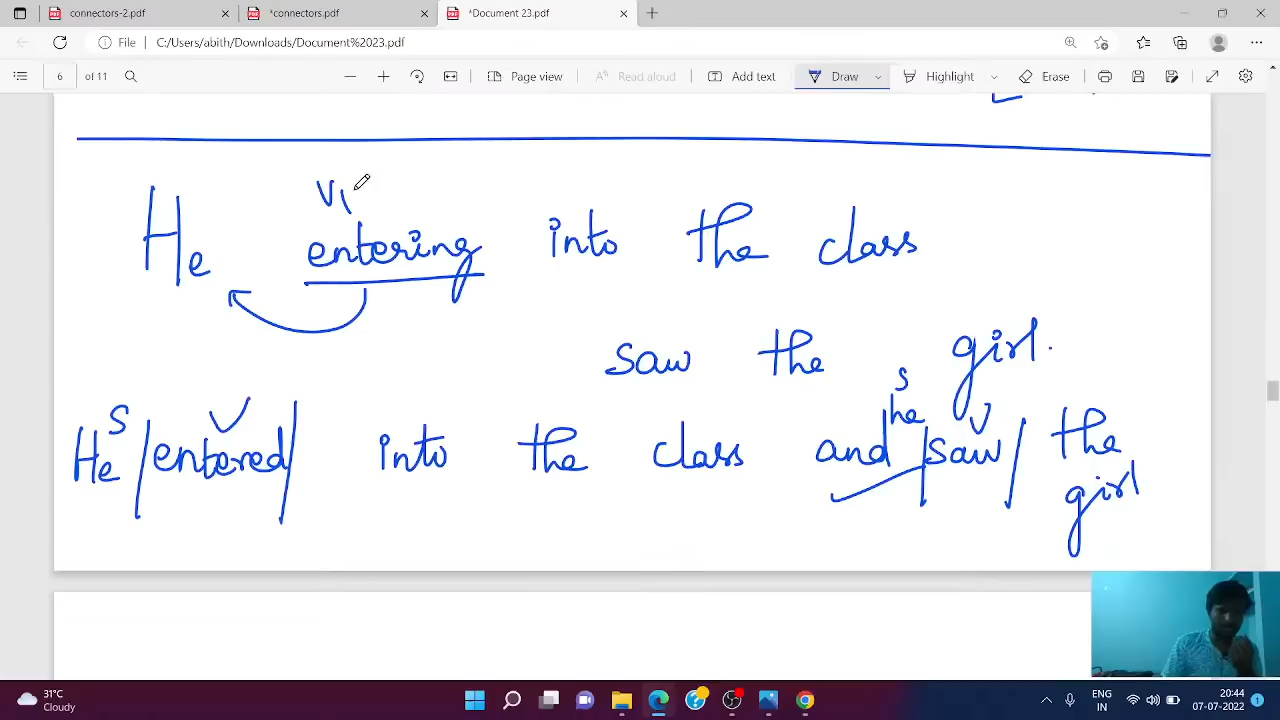 connectors-2.pdf
*connectors.pdf
*Document 23.pdf
File C:/Users/abith/Downloads/Document%2023.pdf
6 of 11
Page view
Read aloud
Add text
Draw
Highlight
Erase
V1
He entering into the class
saw the girl.
S V S he V
He / entered / into the class and / saw / the
girl
31°C
Cloudy
ENG
IN
20:44
07-07-2022
1